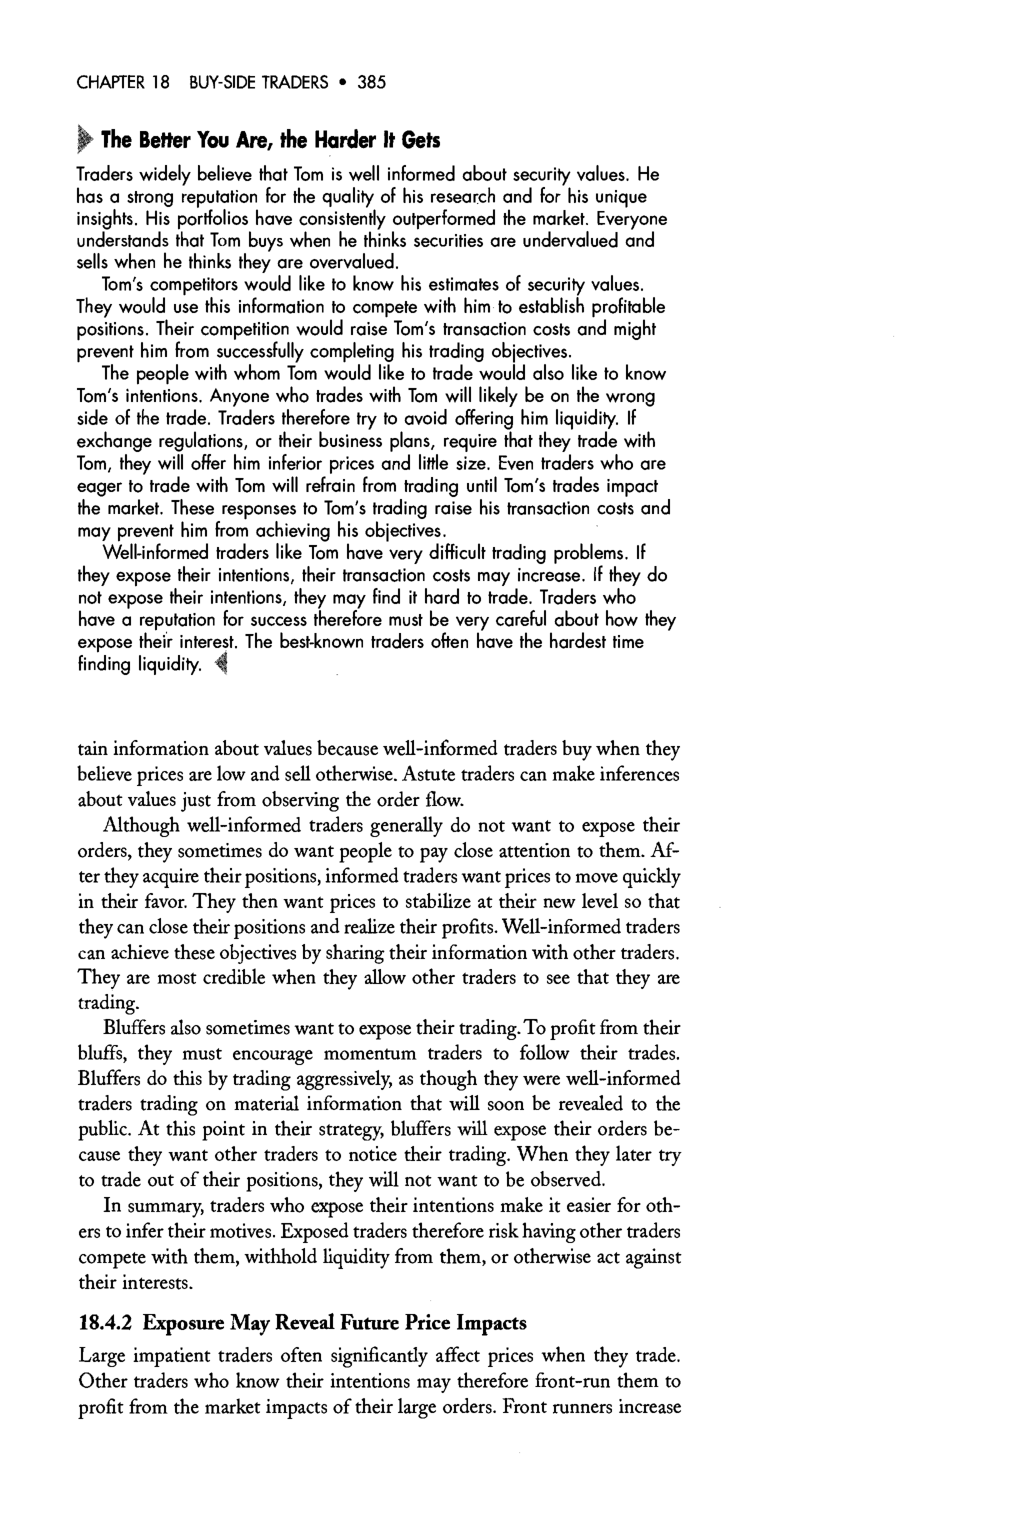 CHAPTER 18 BUY-SIDE TRADERS • 385
The Better You Are, the Harder It Gets
Traders widely believe that Tom is well informed about security values. He
has a strong reputation for the quality of his research and for his unique
insights. His portfolios have consistently outperformed the market. Everyone
understands that Tom buys when he thinks securities are undervalued and
sells when he thinks they are overvalued.
Tom's competitors would like to know his estimates of security values.
They would use this information to compete with him to establish profitable
positions. Their competition would raise Tom's transaction costs and might
prevent him from successfully completing his trading objectives.
The people with whom Tom would like to trade would also like to know
Tom's intentions. Anyone who trades with Tom will likely be on the wrong
side of the trade. Traders therefore try to avoid offering him liquidity. If
exchange regulations, or their business plans, require that they trade with
Tom, they will offer him inferior prices and little size. Even traders who are
eager to trade with Tom will refrain from trading until Tom's trades impact
the market. These responses to Tom's trading raise his transaction costs and
may prevent him from achieving his objectives.
Well-informed traders like Tom have very difficult trading problems. If
they expose their intentions, their transaction costs may increase. If they do
not expose their intentions, they may find it hard to trade. Traders who
have a reputation for success therefore must be very careful about how they
expose their interest. The best-known traders often have the hardest time
finding liquidity.
tain information about values because well-informed traders buy when they
believe prices are low and sell otherwise. Astute traders can make inferences
about values just from observing the order flow.
Although well-informed traders generally do not want to expose their
orders, they sometimes do want people to pay close attention to them. Af-
ter they acquire their positions, informed traders want prices to move quickly
in their favor. They then want prices to stabilize at their new level so that
they can close their positions and realize their profits. Well-informed traders
can achieve these objectives by sharing their information with other traders.
They are most credible when they allow other traders to see that they are
trading.
Bluffers also sometimes want to expose their trading. To profit from their
bluffs, they must encourage momentum traders to follow their trades.
Bluffers do this by trading aggressively, as though they were well-informed
traders trading on material information that will soon be revealed to the
public. At this point in their strategy, bluffers will expose their orders be-
cause they want other traders to notice their trading. When they later try
to trade out of their positions, they will not want to be observed.
In summary, traders who expose their intentions make it easier for oth-
ers to infer their motives. Exposed traders therefore risk having other traders
compete with them, withhold liquidity from them, or otherwise act against
their interests.
18.4.2 Exposure May Reveal Future Price Impacts
Large impatient traders often significantly affect prices when they trade.
Other traders who know their intentions may therefore front-run them to
profit from the market impacts of their large orders. Front runners increase